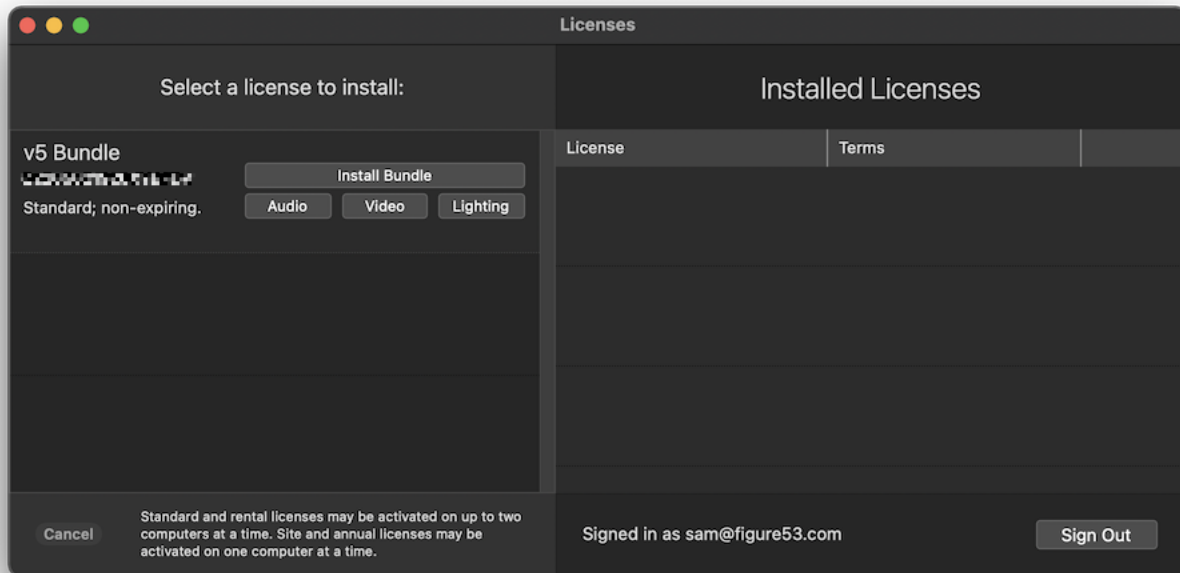 Licenses
Select a license to install:
v5 Bundle
Install Bundle
Standard; non-expiring.
Audio
Video
Lighting
Cancel
Standard and rental licenses may be activated on up to two
computers at a time. Site and annual licenses may be
activated on one computer at a time.
Installed Licenses
License
Terms
Signed in as sam@figure53.com
Sign Out